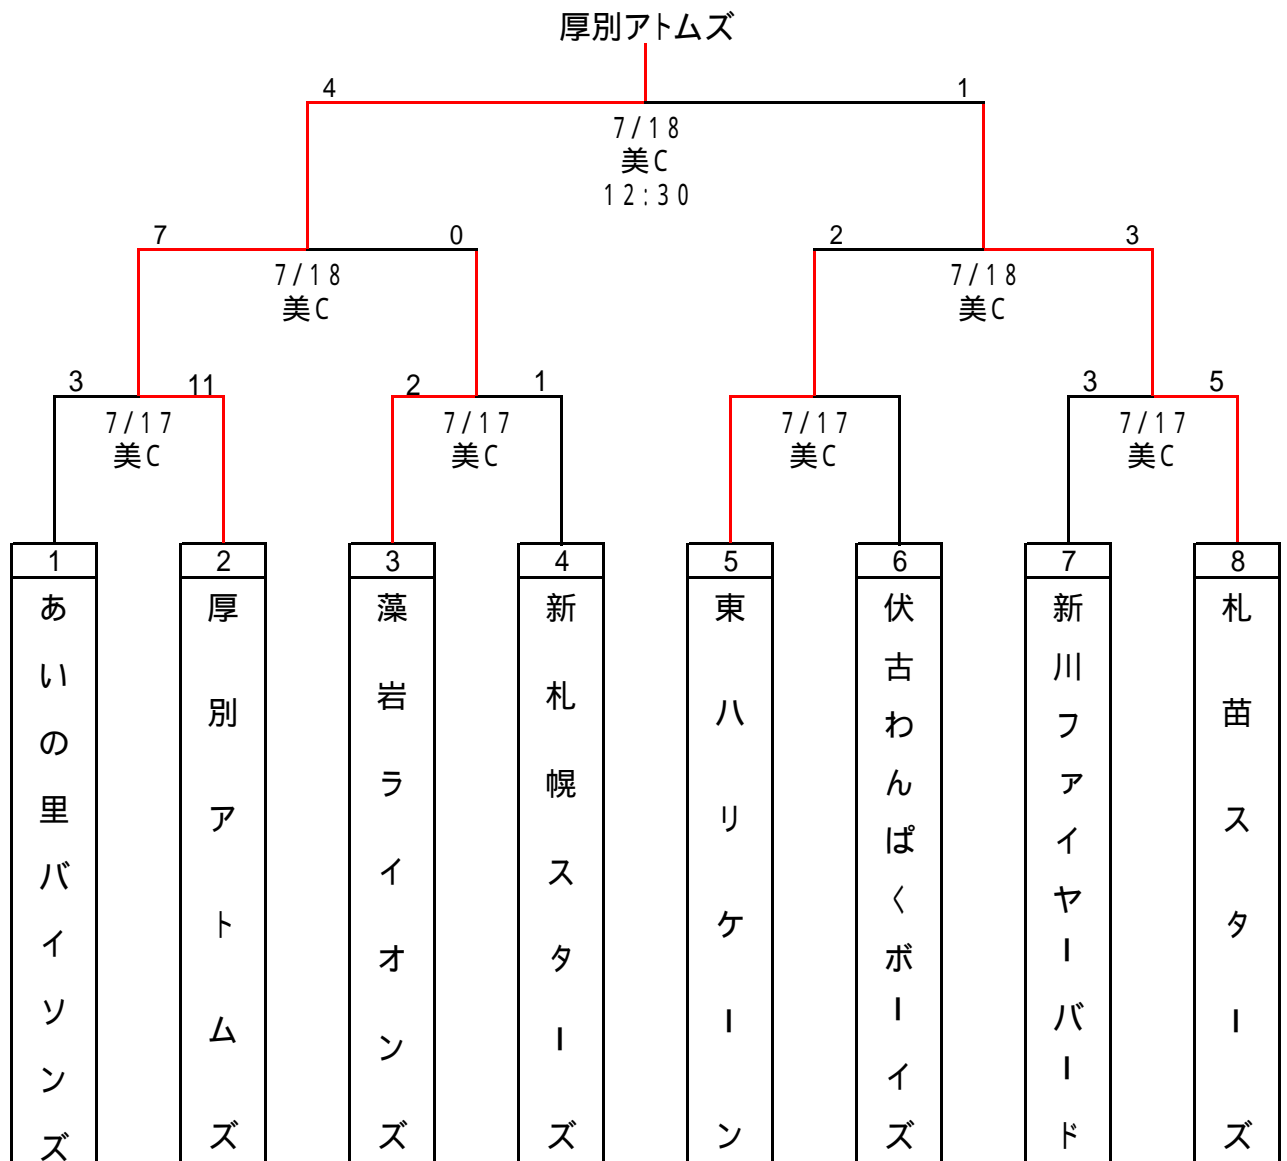 厚別アトムズ
4 1
7/18
美C
12:30
7 0 2 3
7/18 7/18
美C 美C
3 11 2 1 3 5
7/17 7/17 7/17 7/17
美C 美C 美C 美C
1 2 3 4 5 6 7 8
あいの里バイソンズ
厚別アトムズ
藻岩ライオンズ
新札幌スターズ
東ハリケーン
伏古わんぱくボーイズ
新川ファイヤーバード
札苗スターズ